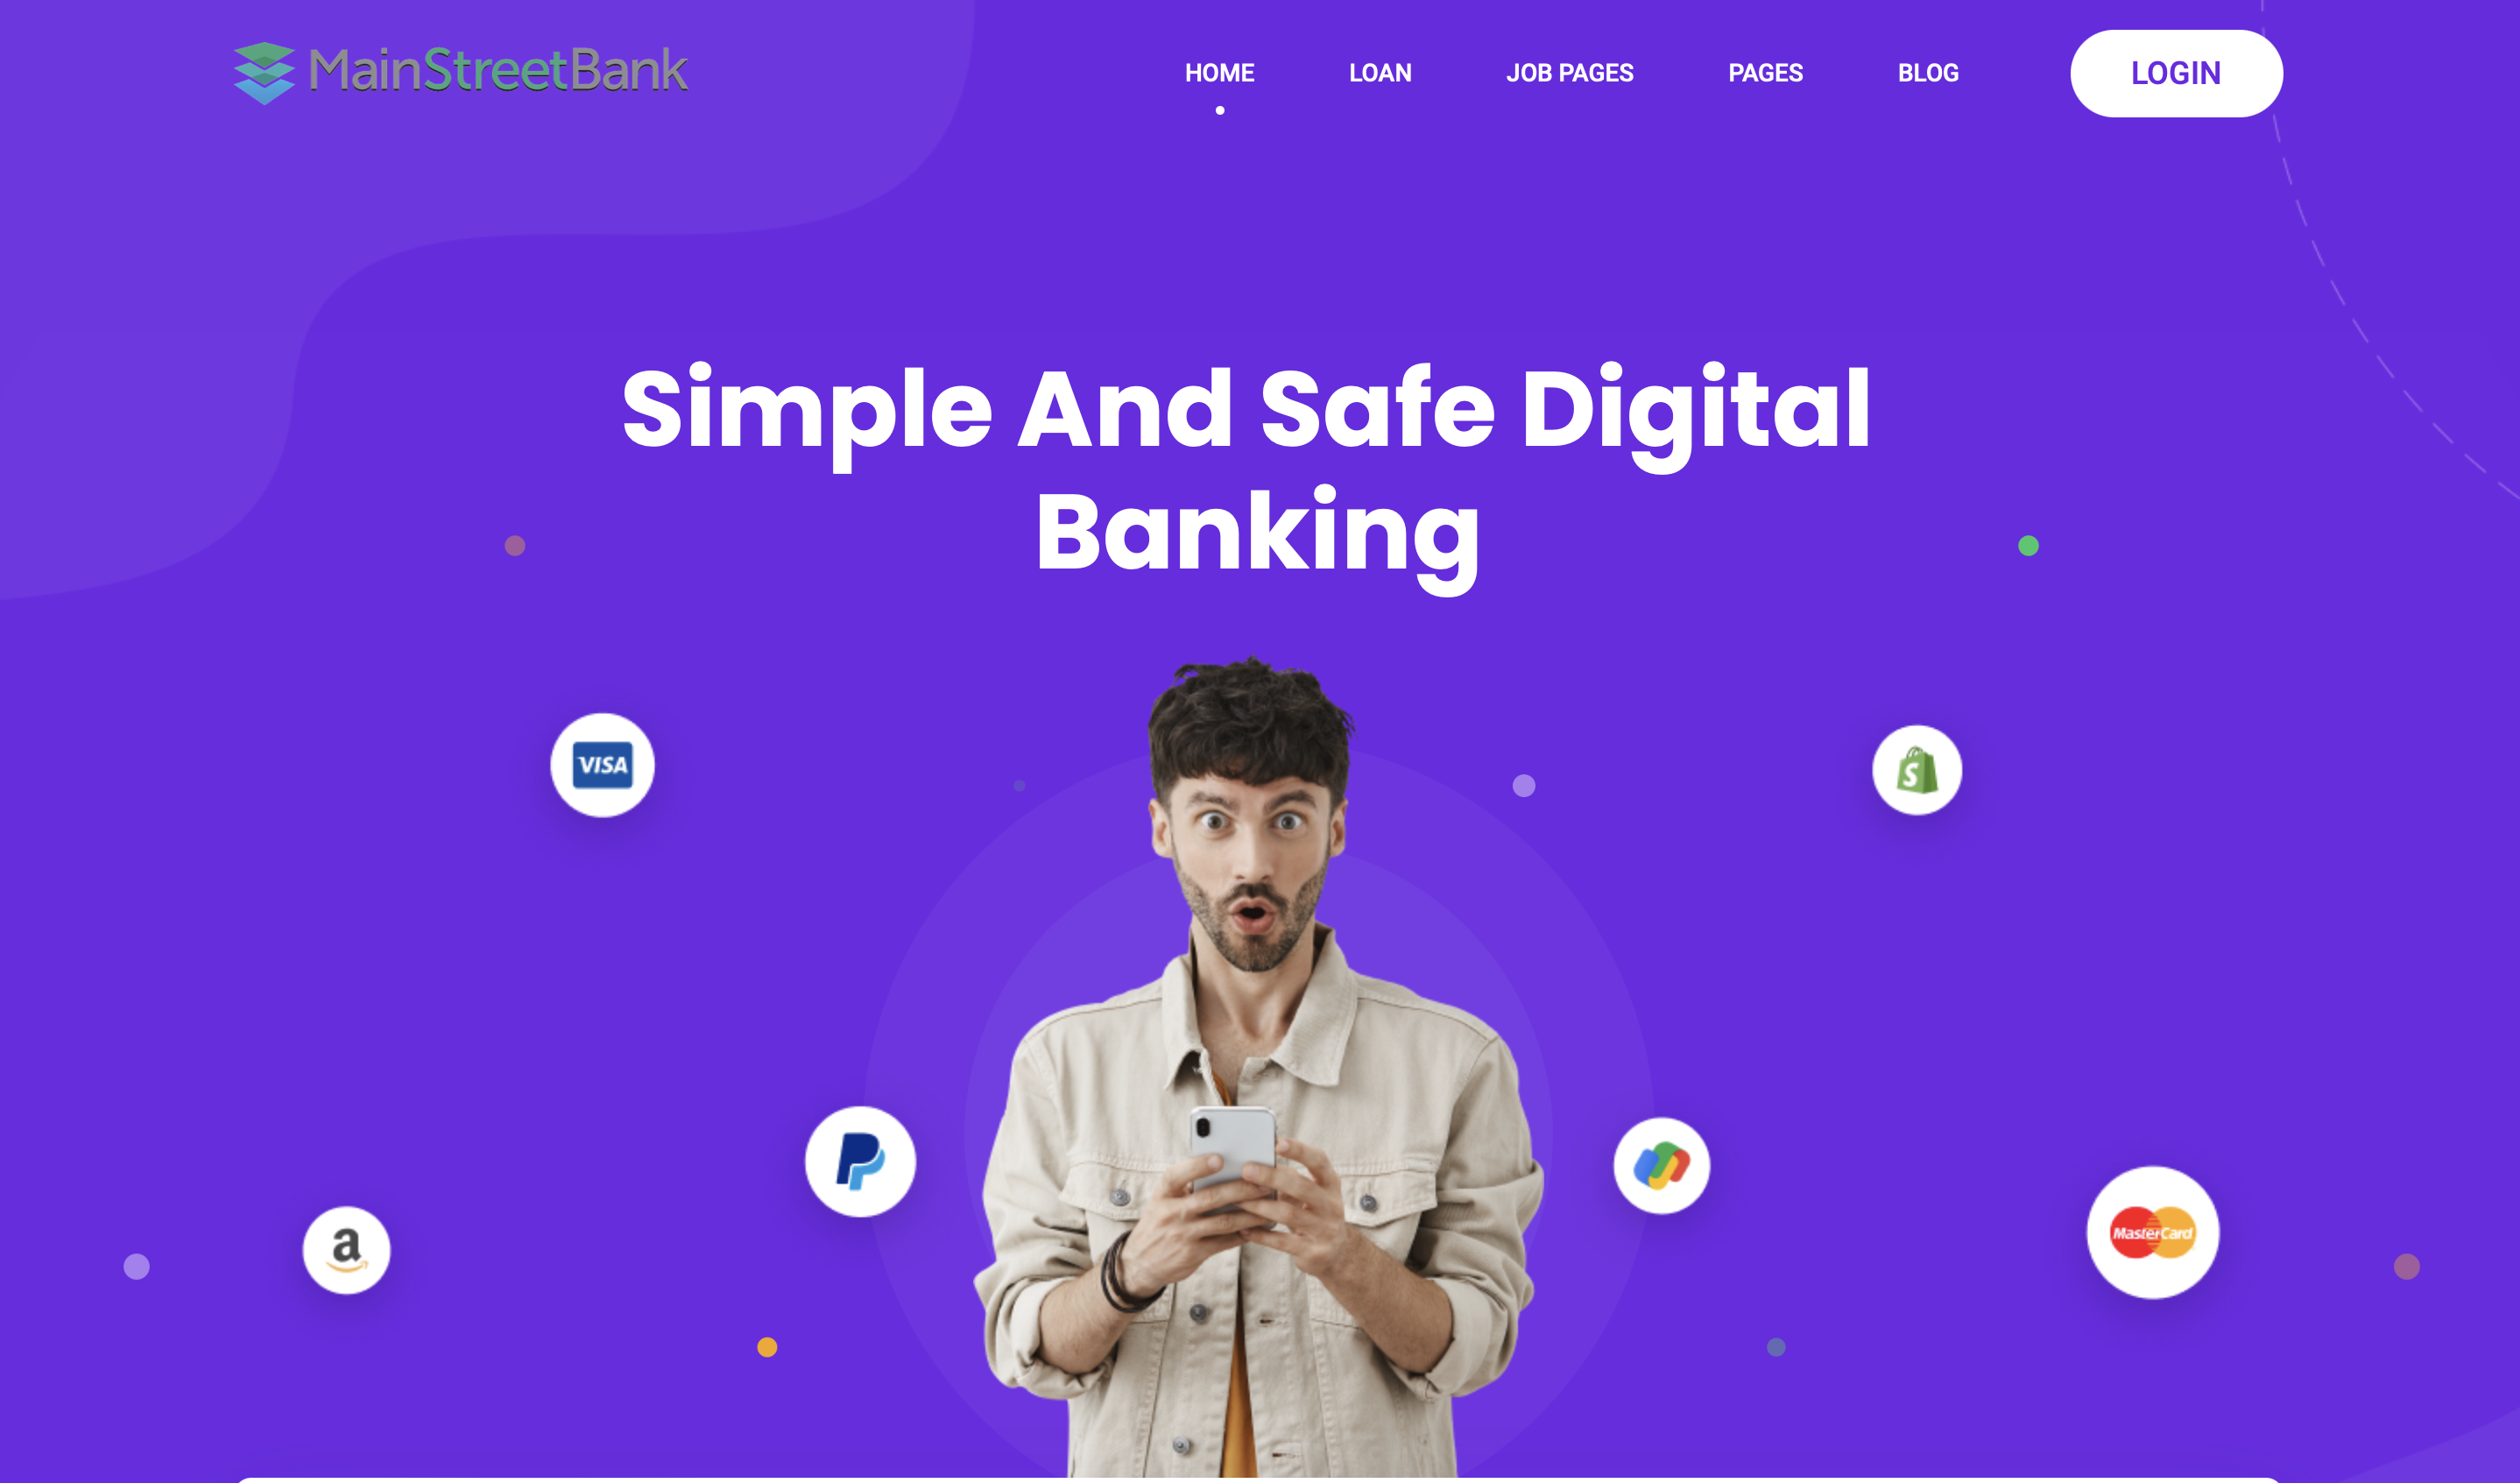 MainStreetBank
HOME LOAN JOB PAGES PAGES BLOG LOGIN
Simple And Safe Digital
Banking
VISA
S
a
MasterCard